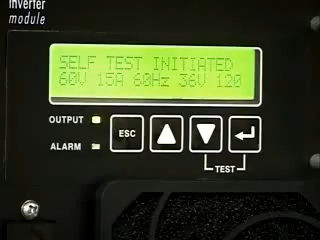 inverter
module
SELF TEST INITIATED
60V 15A 60Hz 36V 120
OUTPUT
ESC
ALARM
TEST